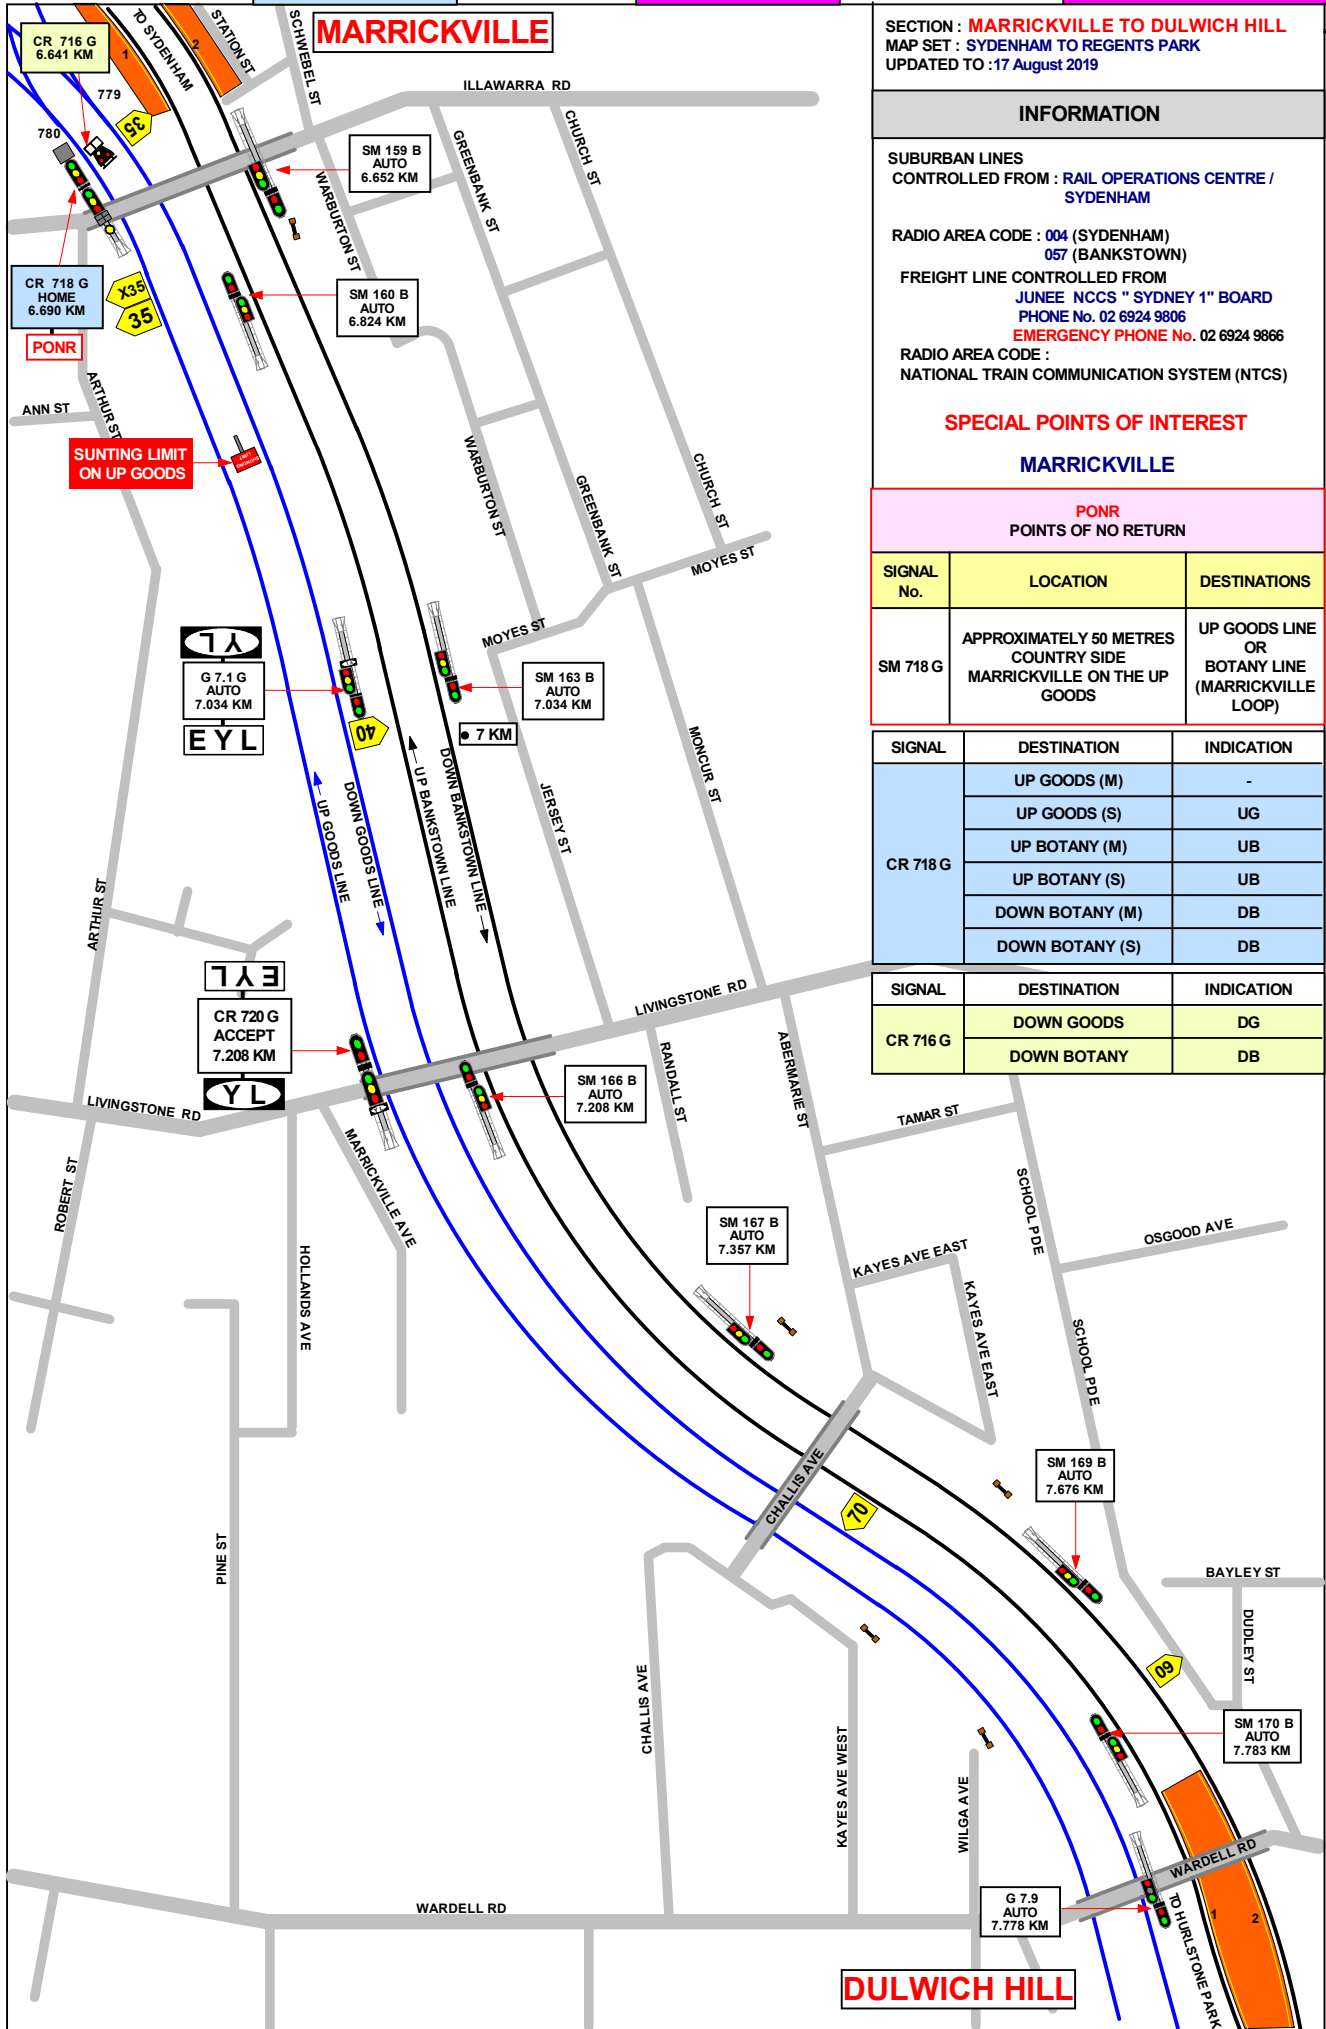 MARRICKVILLE
SECTION : MARRICKVILLE TO DULWICH HILL
MAP SET : SYDENHAM TO REGENTS PARK
UPDATED TO :17 August 2019
INFORMATION
SUBURBAN LINES
CONTROLLED FROM : RAIL OPERATIONS CENTRE /
SYDENHAM
RADIO AREA CODE : 004 (SYDENHAM)
057 (BANKSTOWN)
FREIGHT LINE CONTROLLED FROM
JUNEE NCCS " SYDNEY 1" BOARD
PHONE No. 02 6924 9806
EMERGENCY PHONE No. 02 6924 9866
RADIO AREA CODE :
NATIONAL TRAIN COMMUNICATION SYSTEM (NTCS)
SPECIAL POINTS OF INTEREST
MARRICKVILLE
PONR
POINTS OF NO RETURN
SIGNAL No. LOCATION DESTINATIONS
SM 718 G
APPROXIMATELY 50 METRES
COUNTRY SIDE
MARRICKVILLE ON THE UP
GOODS
UP GOODS LINE
OR
BOTANY LINE
(MARRICKVILLE
LOOP)
SIGNAL DESTINATION INDICATION
CR 718 G
UP GOODS (M) -
UP GOODS (S) UG
UP BOTANY (M) UB
UP BOTANY (S) UB
DOWN BOTANY (M) DB
DOWN BOTANY (S) DB
SIGNAL DESTINATION INDICATION
CR 716 G
DOWN GOODS DG
DOWN BOTANY DB
CR 716 G
6.641 KM
779
780
1
2
TO SYDENHAM
STATION ST
SCHWEBEL ST
ILLAWARRA RD
35
SM 159 B
AUTO
6.652 KM
WARBURTON ST
GREENBANK ST
CHURCH ST
CR 718 G
HOME
6.690 KM
PONR
X35
35
SM 160 B
AUTO
6.824 KM
ANN ST
ARTHUR ST
SUNTING LIMIT
ON UP GOODS
WARBURTON ST
GREENBANK ST
CHURCH ST
MOYES ST
MOYES ST
YL
G 7.1 G
AUTO
7.034 KM
EYL
40
SM 163 B
AUTO
7.034 KM
7 KM
UP GOODS LINE
DOWN GOODS LINE
UP BANKSTOWN LINE
DOWN BANKSTOWN LINE
JERSEY ST
MONCUR ST
ARTHUR ST
EYL
CR 720 G
ACCEPT
7.208 KM
YL
LIVINGSTONE RD
LIVINGSTONE RD
SM 166 B
AUTO
7.208 KM
RANDALL ST
ABERMARIE ST
TAMAR ST
ROBERT ST
MARRICKVILLE AVE
HOLLANDS AVE
SM 167 B
AUTO
7.357 KM
KAYES AVE EAST
KAYES AVE EAST
SCHOOL PDE
OSGOOD AVE
SCHOOL PDE
CHALLIS AVE
70
SM 169 B
AUTO
7.676 KM
PINE ST
BAYLEY ST
DUDLEY ST
60
CHALLIS AVE
KAYES AVE WEST
WILGA AVE
SM 170 B
AUTO
7.783 KM
WARDELL RD
WARDELL RD
G 7.9
AUTO
7.778 KM
1
2
TO HURLSTONE PARK
DULWICH HILL